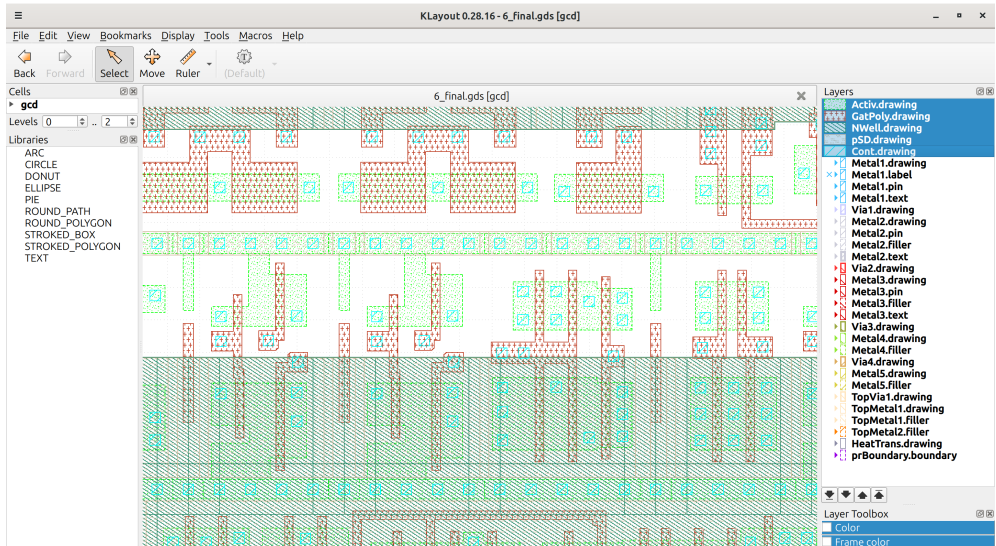 KLayout 0.28.16 - 6_final.gds [gcd]
File Edit View Bookmarks Display Tools Macros Help
Back Forward Select Move Ruler (Default)
Cells
gcd
Levels 0 .. 2
Libraries
ARC
CIRCLE
DONUT
ELLIPSE
PIE
ROUND_PATH
ROUND_POLYGON
STROKED_BOX
STROKED_POLYGON
TEXT
6_final.gds [gcd]
Layers
Activ.drawing
GatPoly.drawing
NWell.drawing
pSD.drawing
Cont.drawing
Metal1.drawing
Metal1.label
Metal1.pin
Metal1.text
Via1.drawing
Metal2.drawing
Metal2.pin
Metal2.filler
Metal2.text
Via2.drawing
Metal3.drawing
Metal3.pin
Metal3.filler
Metal3.text
Via3.drawing
Metal4.drawing
Metal4.filler
Via4.drawing
Metal5.drawing
Metal5.filler
TopVia1.drawing
TopMetal1.drawing
TopMetal1.filler
TopMetal2.filler
HeatTrans.drawing
prBoundary.boundary
Layer Toolbox
Color
Frame color